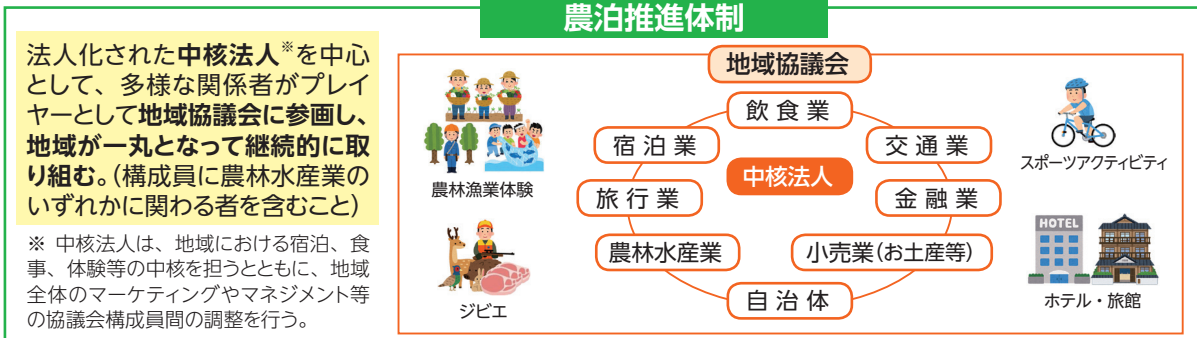 農泊推進体制
法人化された中核法人※を中心
として、多様な関係者がプレイ
ヤーとして地域協議会に参画し、
地域が一丸となって継続的に取
り組む。(構成員に農林水産業の
いずれかに関わる者を含むこと)
※ 中核法人は、地域における宿泊、食
事、体験等の中核を担うとともに、地域
全体のマーケティングやマネジメント等
の協議会構成員間の調整を行う。
農林漁業体験
ジビエ
地域協議会
飲食業
宿泊業
交通業
中核法人
旅行業
金融業
農林水産業
小売業(お土産等)
自治体
スポーツアクティビティ
HOTEL
ホテル・旅館